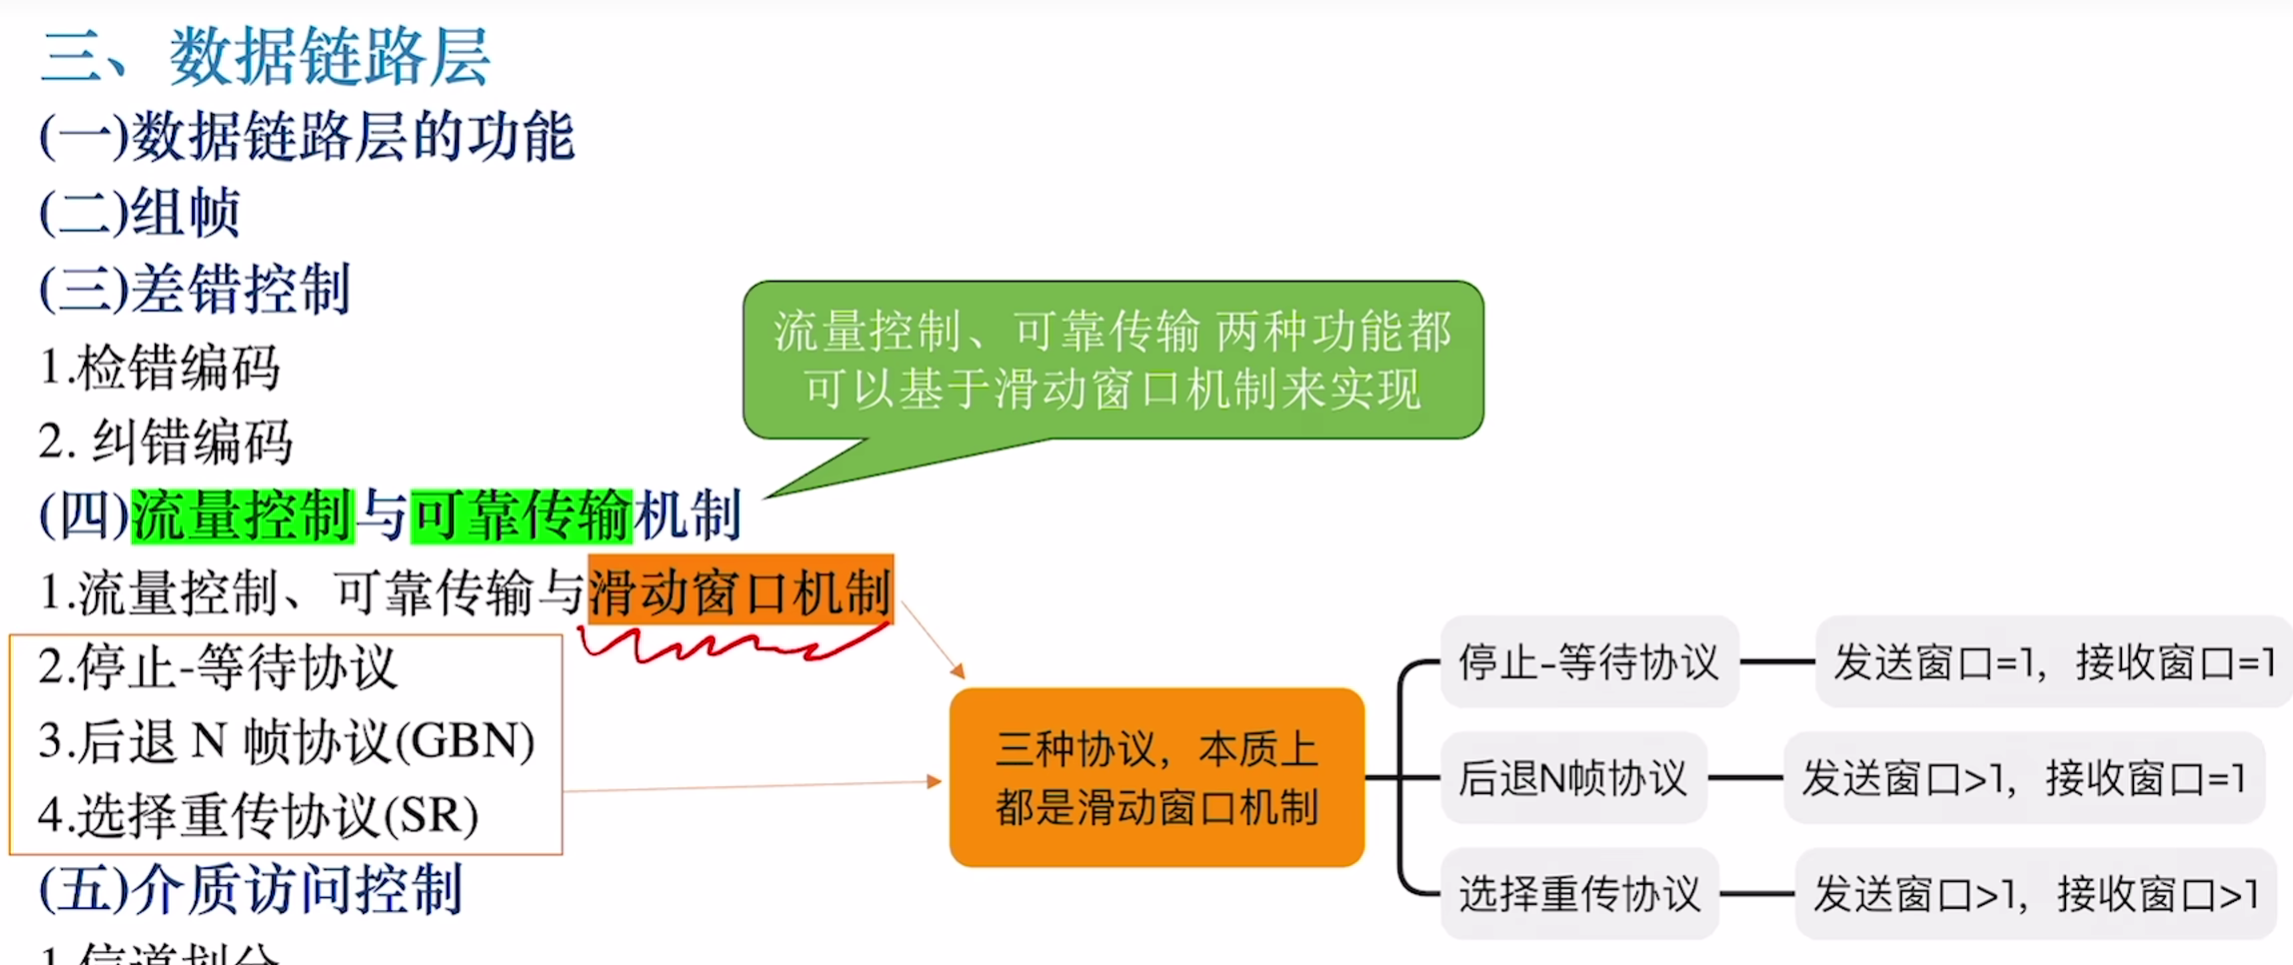 三、数据链路层
(一)数据链路层的功能
(二)组帧
(三)差错控制
1.检错编码
2. 纠错编码
流量控制、可靠传输 两种功能都
可以基于滑动窗口机制来实现
(四)流量控制与可靠传输机制
1.流量控制、可靠传输与滑动窗口机制
2.停止-等待协议
3.后退 N 帧协议(GBN)
4.选择重传协议(SR)
三种协议，本质上
都是滑动窗口机制
停止-等待协议
发送窗口=1，接收窗口=1
后退N帧协议
发送窗口>1，接收窗口=1
选择重传协议
发送窗口>1，接收窗口>1
(五)介质访问控制
1.信道划分